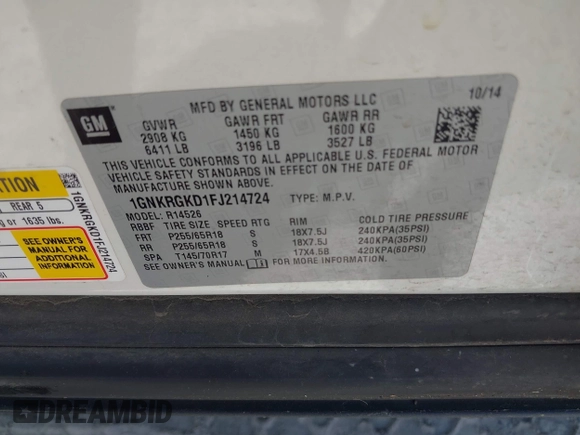 GM
MFD BY GENERAL MOTORS LLC
10/14
GVWR GAWR FRT GAWR RR
2908 KG 1450 KG 1600 KG
6411 LB 3196 LB 3527 LB
THIS VEHICLE CONFORMS TO ALL APPLICABLE U.S. FEDERAL MOTOR
VEHICLE SAFETY STANDARDS IN EFFECT ON THE DATE OF
MANUFACTURE SHOWN ABOVE.
1GNKRGKD1FJ214724 TYPE: M.P.V.
MODEL: R14526
RBBF TIRE SIZE SPEED RTG RIM COLD TIRE PRESSURE
FRT P255/65R18 S 18X7.5J 240KPA(35PSI)
RR P255/65R18 S 18X7.5J 240KPA(35PSI)
SPA T145/70R17 M 17X4.5B 420KPA(60PSI)
SEE OWNER'S MANUAL FOR MORE INFORMATION.
REAR 5
or 1635 lbs.
SEE OWNER'S
MANUAL FOR
ADDITIONAL
INFORMATION
1GNKRGKD1FJ214724
DREAMBID